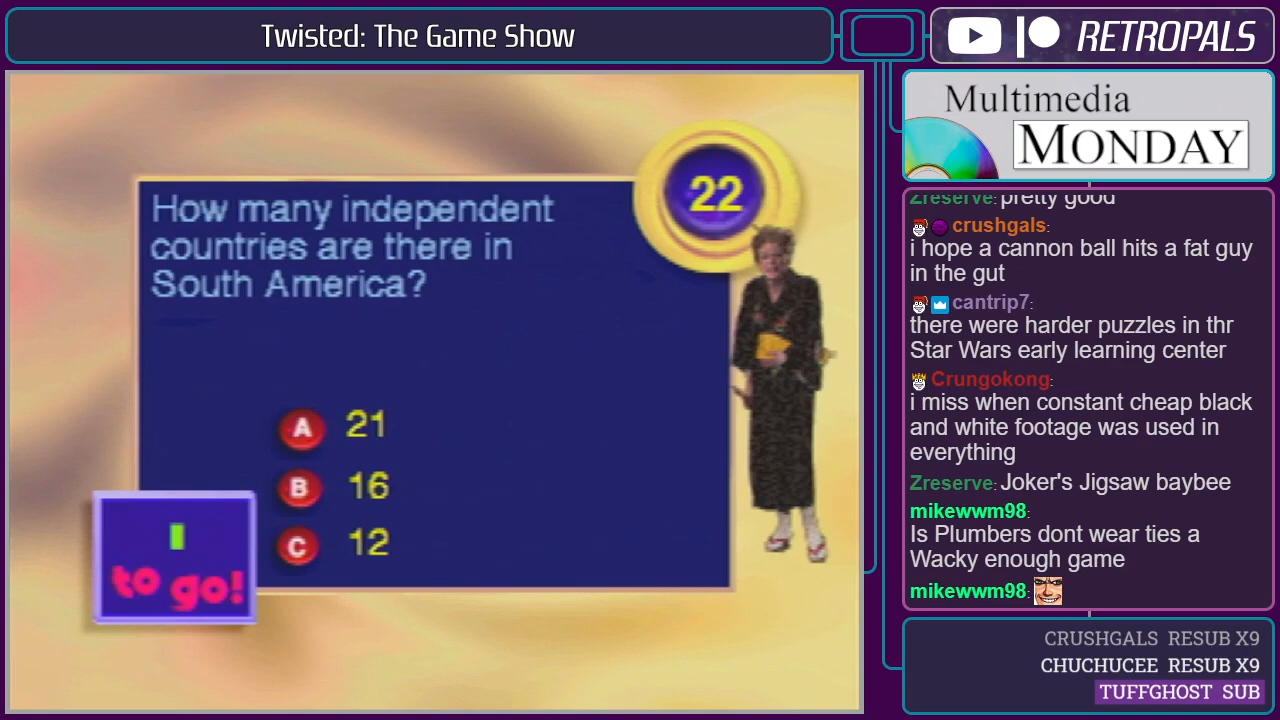 Twisted: The Game Show
RETROPALS
Multimedia
MONDAY
How many independent
countries are there in
South America?
22
A 21
B 16
C 12
1
to go!
Zreserve: pretty good
crushgals:
i hope a cannon ball hits a fat guy
in the gut
cantrip7:
there were harder puzzles in thr
Star Wars early learning center
Crungokong:
i miss when constant cheap black
and white footage was used in
everything
Zreserve: Joker's Jigsaw baybee
mikewwm98:
Is Plumbers dont wear ties a
Wacky enough game
mikewwm98:
CRUSHGALS RESUB X9
CHUCHUCEE RESUB X9
TUFFGHOST SUB